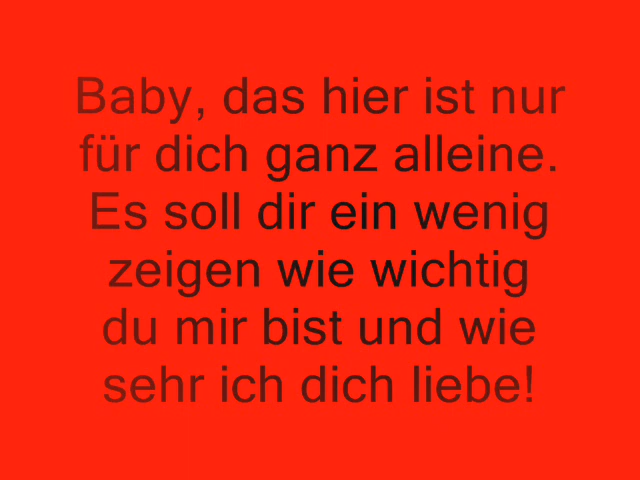 Baby, das hier ist nur
für dich ganz alleine.
Es soll dir ein wenig
zeigen wie wichtig
du mir bist und wie
sehr ich dich liebe!